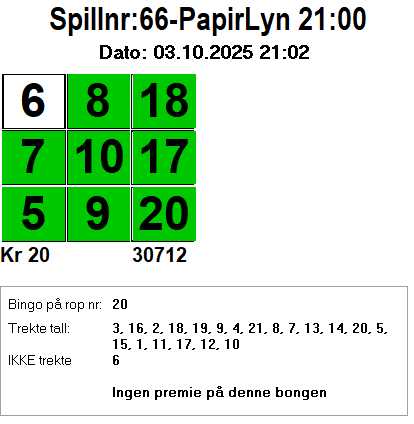 Spillnr:66-PapirLyn 21:00
Dato: 03.10.2025 21:02
6 8 18
7 10 17
5 9 20
Kr 20 30712
Bingo på rop nr: 20
Trekte tall: 3, 16, 2, 18, 19, 9, 4, 21, 8, 7, 13, 14, 20, 5,
15, 1, 11, 17, 12, 10
IKKE trekte 6
Ingen premie på denne bongen